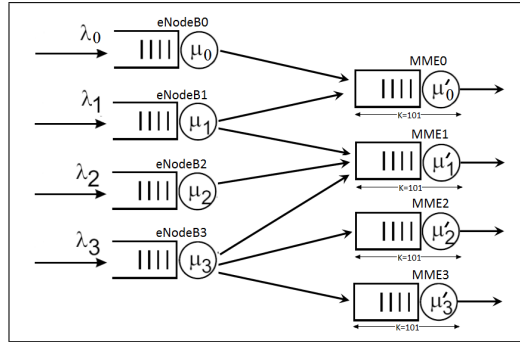 eNodeB0
λ0
μ0
eNodeB1
λ1
μ1
eNodeB2
λ2
μ2
eNodeB3
λ3
μ3
MME0
μ′0
K=101
MME1
μ′1
K=101
MME2
μ′2
K=101
MME3
μ′3
K=101